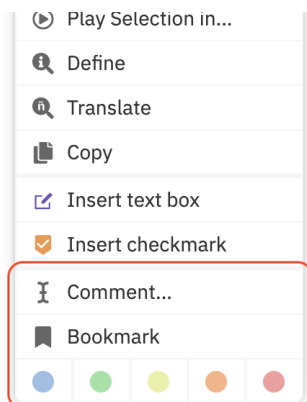 Play Selection in...
Define
Translate
Copy
Insert text box
Insert checkmark
Comment...
Bookmark